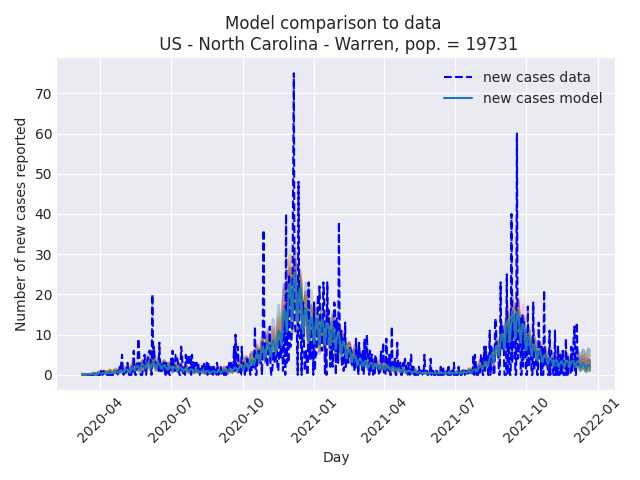 Model comparison to data
US - North Carolina - Warren, pop. = 19731
new cases data
new cases model
Number of new cases reported
70
60
50
40
30
20
10
0
2020-04
2020-07
2020-10
2021-01
2021-04
2021-07
2021-10
2022-01
Day